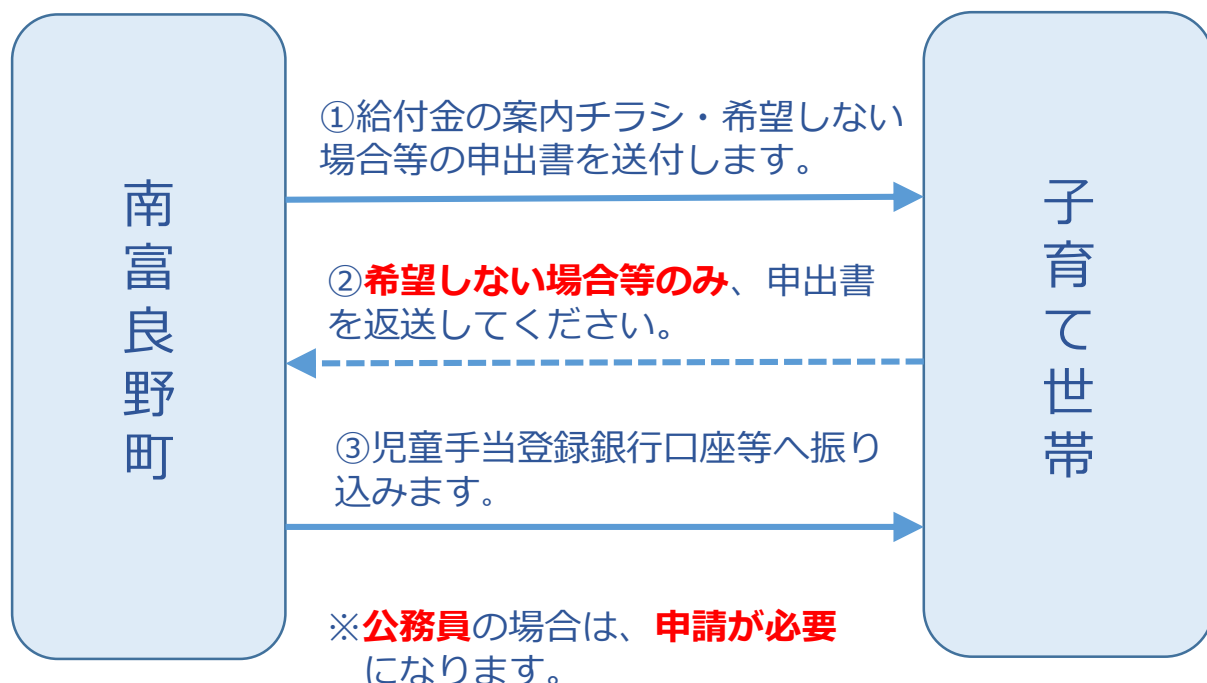 南富良野町
①給付金の案内チラシ・希望しない
場合等の申出書を送付します。
②希望しない場合等のみ、申出書
を返送してください。
③児童手当登録銀行口座等へ振り
込みます。
※公務員の場合は、申請が必要
になります。
子育て世帯